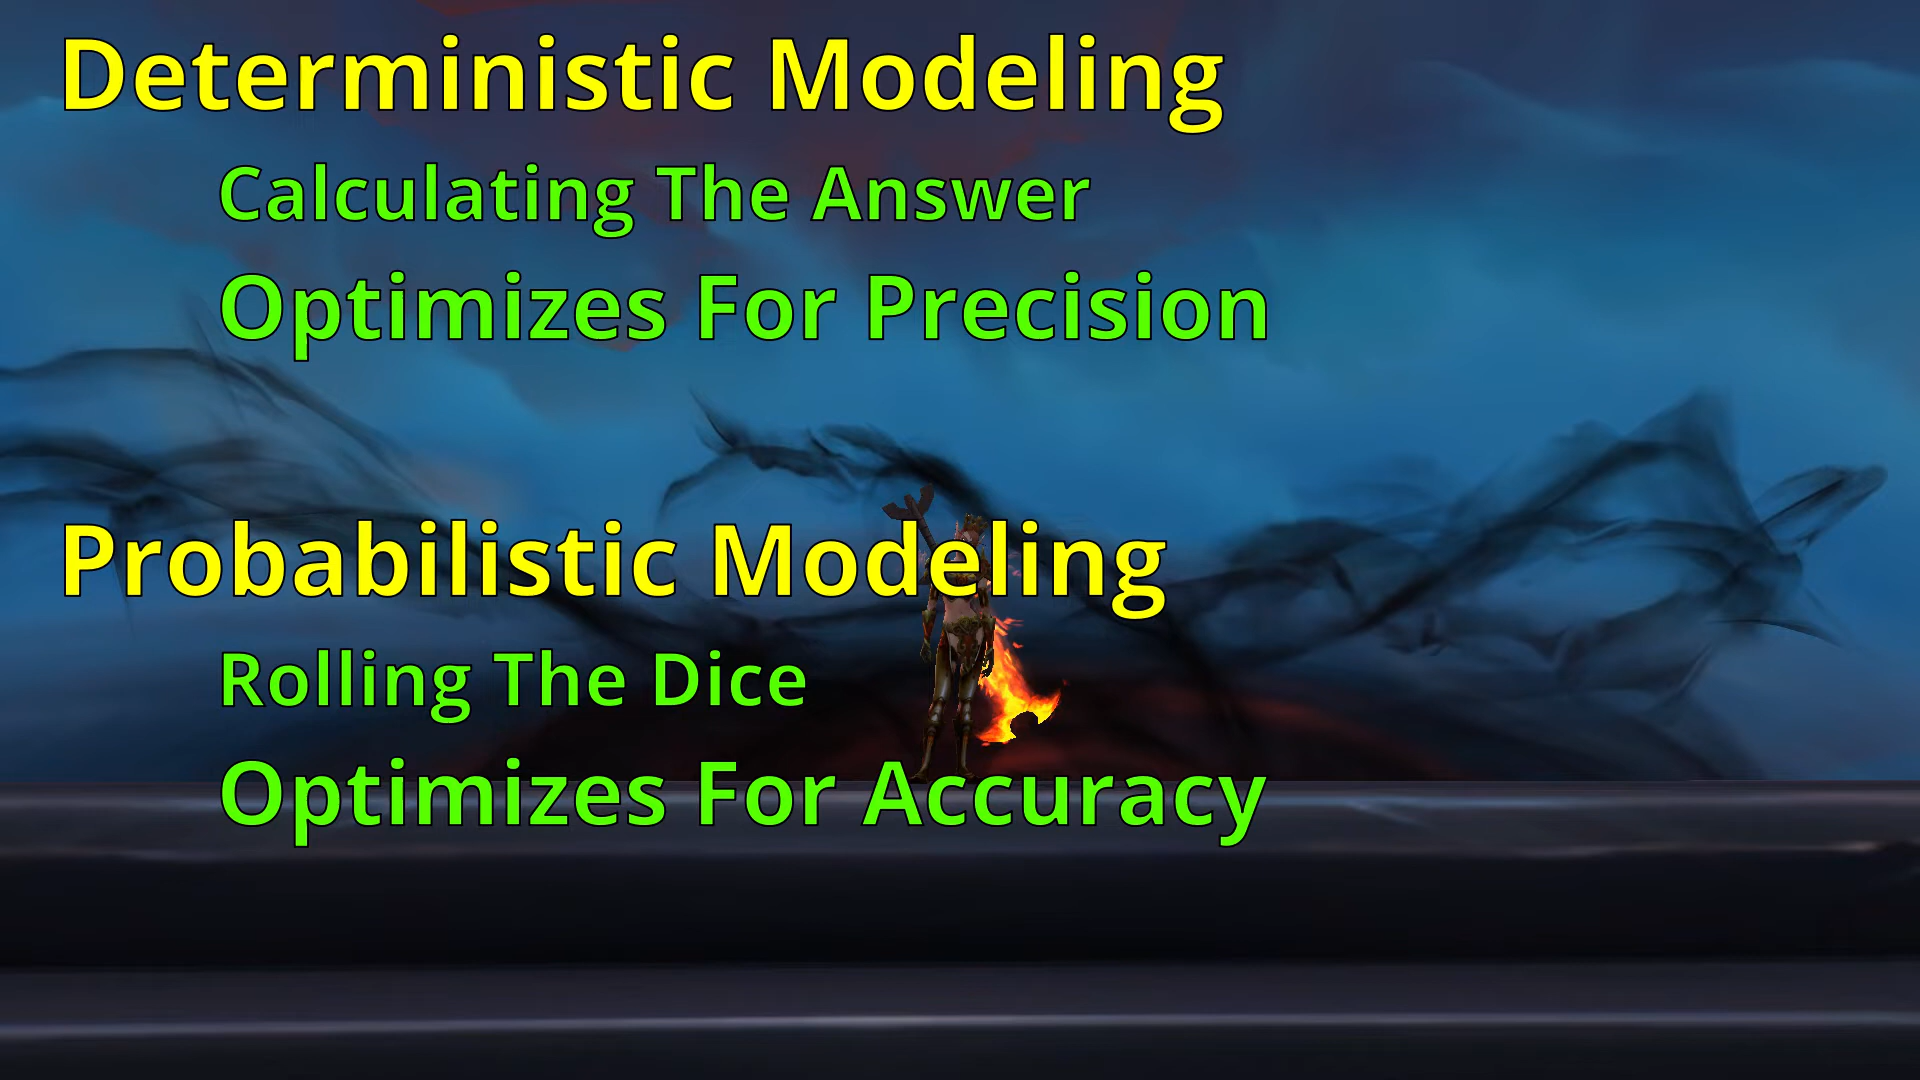 Deterministic Modeling
Calculating The Answer
Optimizes For Precision
Probabilistic Modeling
Rolling The Dice
Optimizes For Accuracy